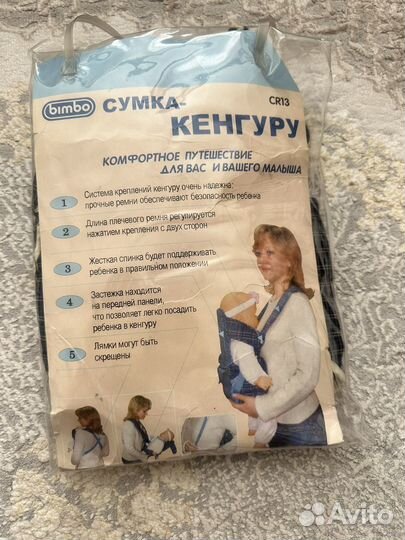 bimbo
СУМКА-
CR13
КЕНГУРУ
КОМФОРТНОЕ ПУТЕШЕСТВИЕ
ДЛЯ ВАС И ВАШЕГО МАЛЫША
1 Система креплений кенгуру очень надежна:
прочные ремни обеспечивают безопасность ребенка
2 Длина плечевого ремня регулируется
нажатием крепления с двух сторон
3 Жесткая спинка будет поддерживать
ребенка в правильном положении
4 Застежка находится
на передней панели,
что позволяет легко посадить
ребенка в кенгуру
5 Лямки могут быть
скрещены
Avito